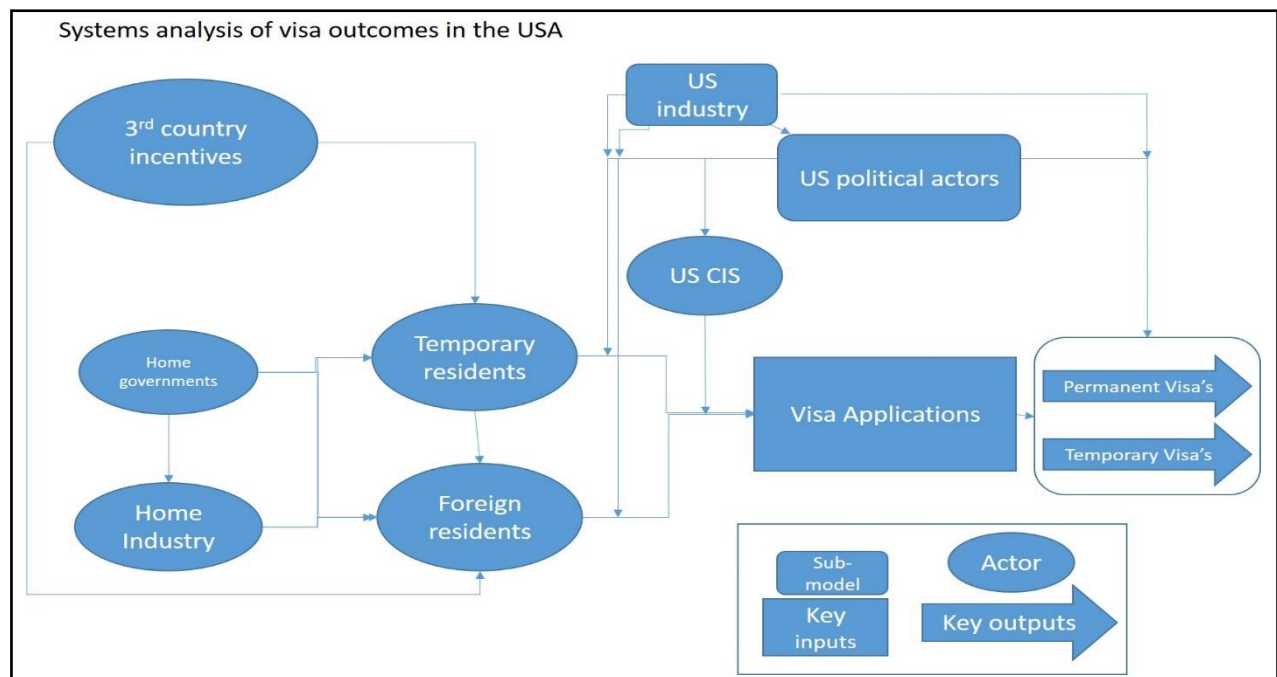 Systems analysis of visa outcomes in the USA
US
industry
3rd country
incentives
US political actors
US CIS
Temporary
residents
Home
governments
Visa Applications
Permanent Visa's
Temporary Visa's
Foreign
residents
Home
Industry
Sub-
model
Actor
Key
inputs
Key outputs